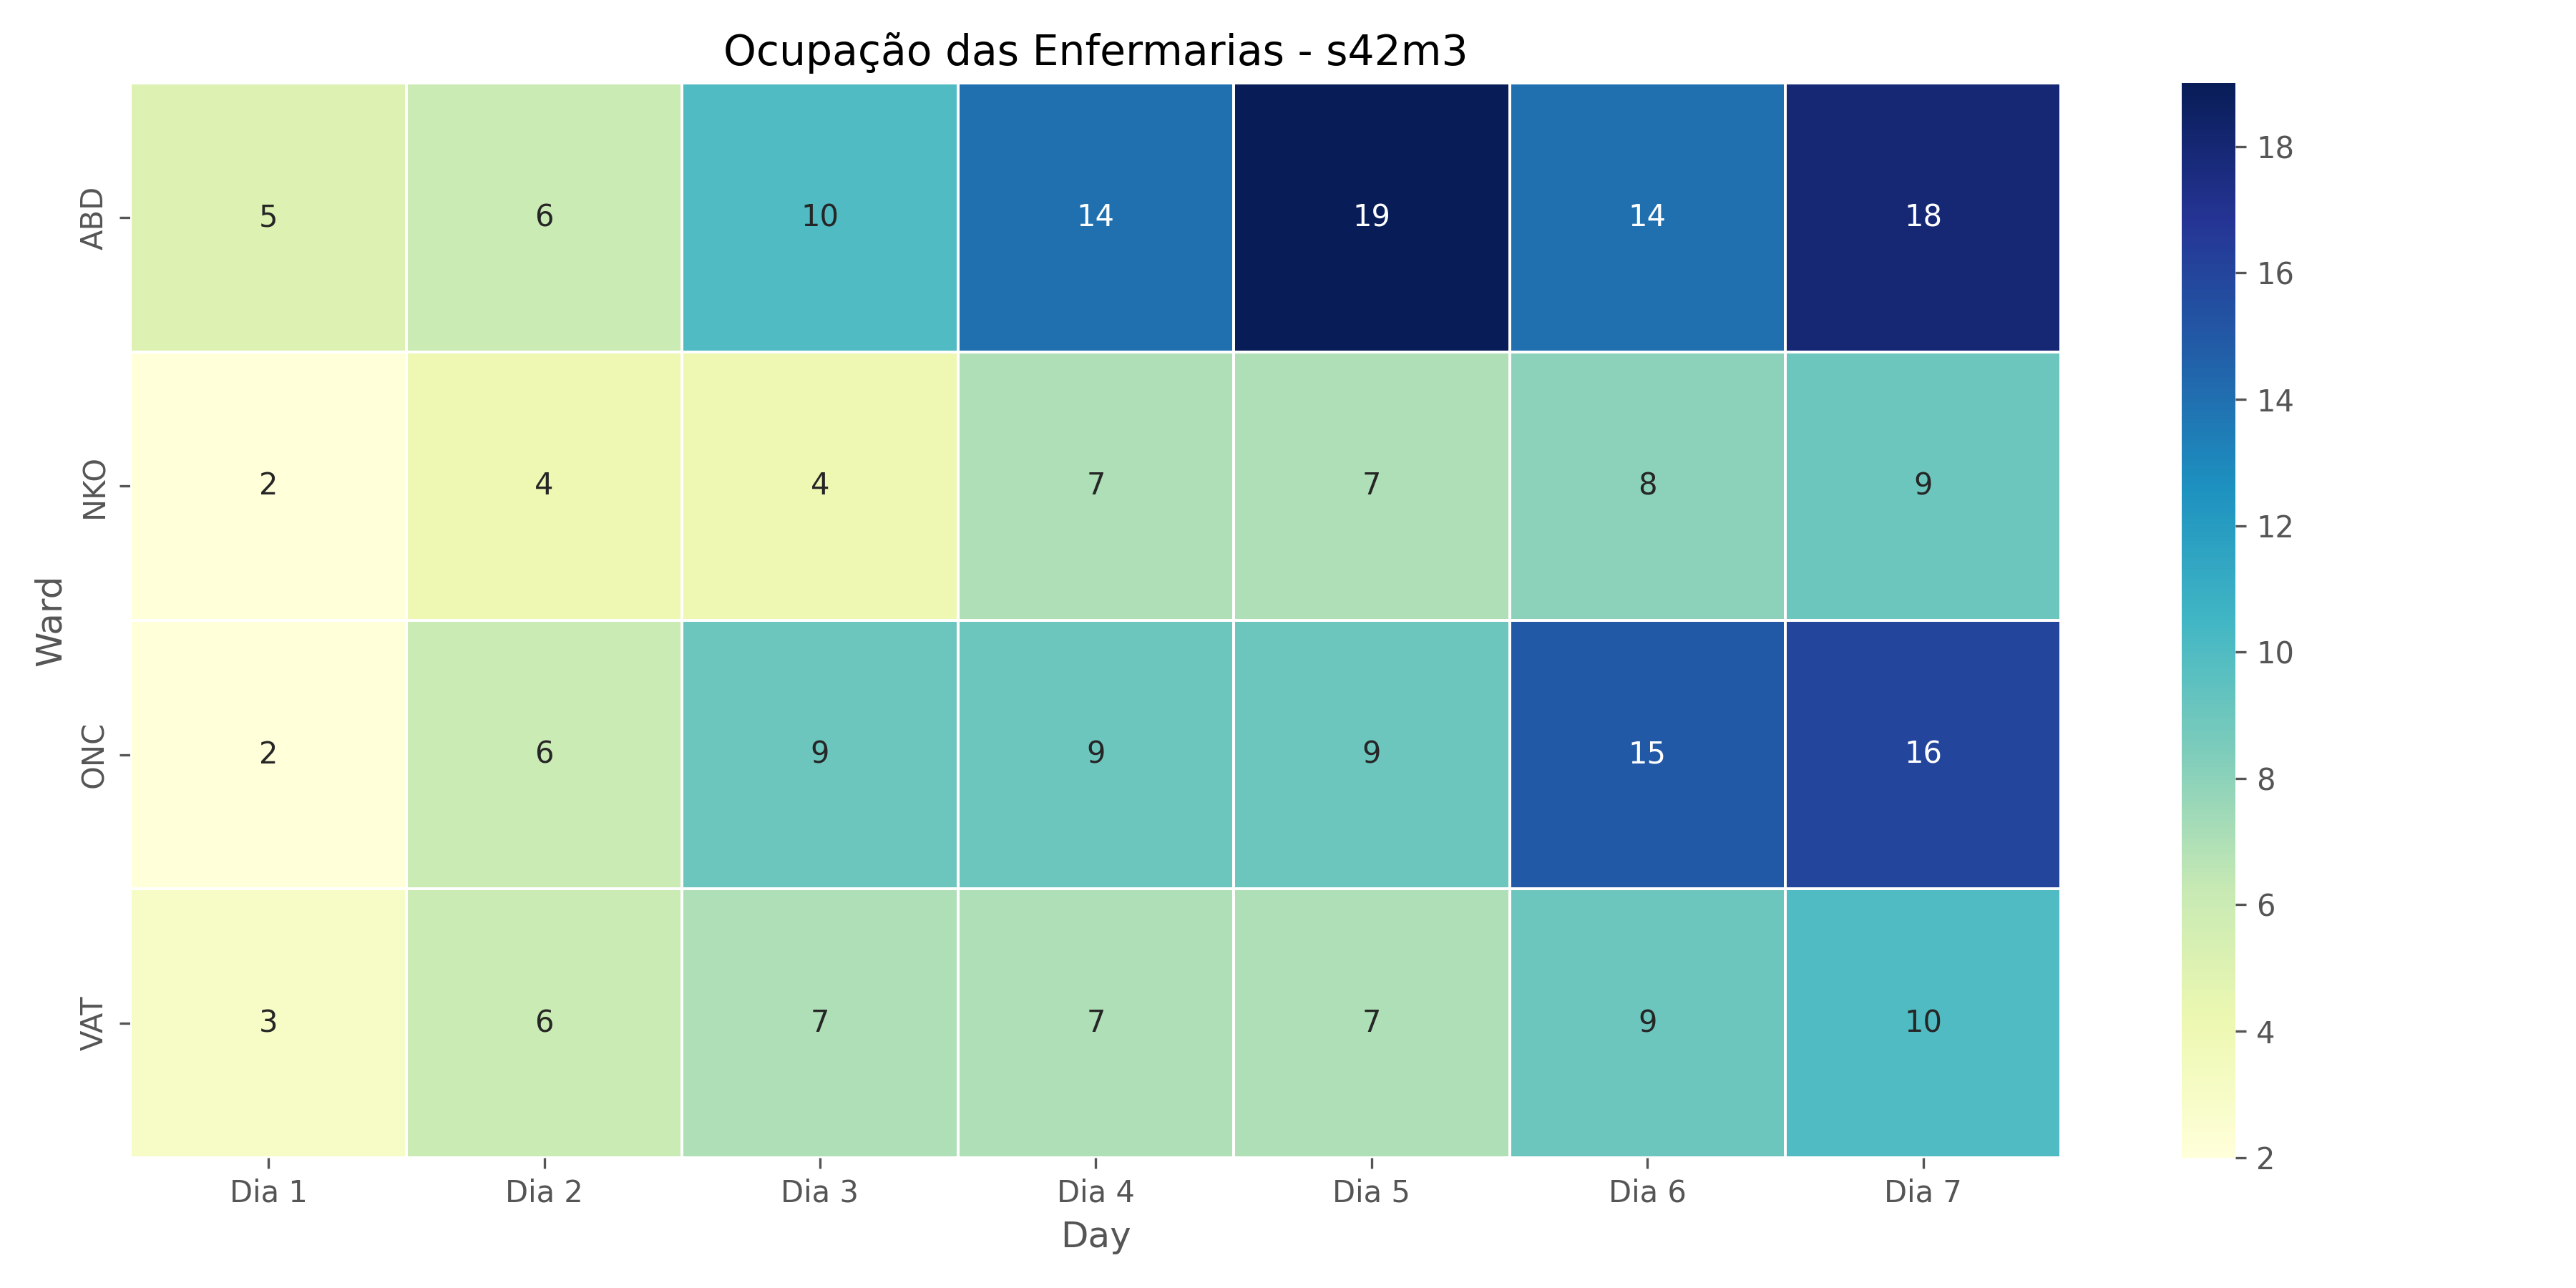 Ocupação das Enfermarias - s42m3
Ward
ABD 5 6 10 14 19 14 18
NKO 2 4 4 7 7 8 9
ONC 2 6 9 9 9 15 16
VAT 3 6 7 7 7 9 10
Dia 1 Dia 2 Dia 3 Dia 4 Dia 5 Dia 6 Dia 7
Day
18
16
14
12
10
8
6
4
2